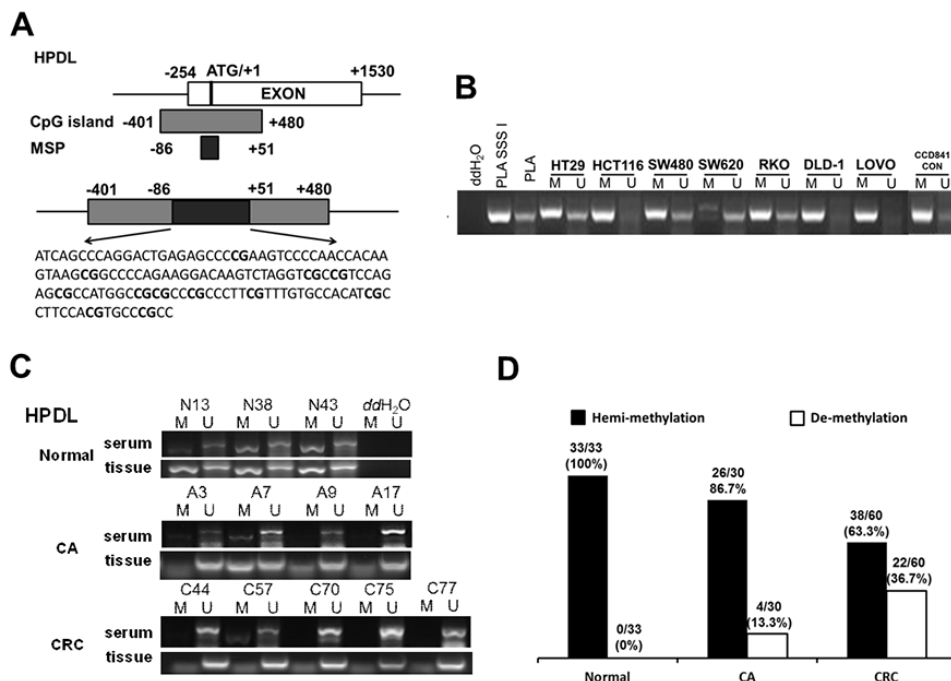 A
HPDL
-254 ATG/+1 +1530
EXON
CpG island -401 +480
MSP -86 +51
-401 -86 +51 +480
ATCAGCCCAGGACTGAGAGCCCCGAAGTCCCCAACCACAA
GTAAGCGGCCCCAGAAGGACAAGTCTAGGTCGCCGTCCAG
AGCGCCATGGCCGCGCCCGCCCTTCGTTTGTGCCACATCGC
CTTCCACGTGCCCGCC
B
ddH2O PLA SSS I PLA HT29 HCT116 SW480 SW620 RKO DLD-1 LOVO CCD841 CON
M U M U M U M U M U M U M U M U
C
HPDL
N13 N38 N43 ddH2O
M U M U M U M U
Normal
serum
tissue
A3 A7 A9 A17
M U M U M U M U
CA
serum
tissue
C44 C57 C70 C75 C77
M U M U M U M U M U
CRC
serum
tissue
D
Hemi-methylation De-methylation
33/33
(100%)
0/33
(0%)
26/30
86.7%
4/30
(13.3%)
38/60
(63.3%)
22/60
(36.7%)
Normal CA CRC